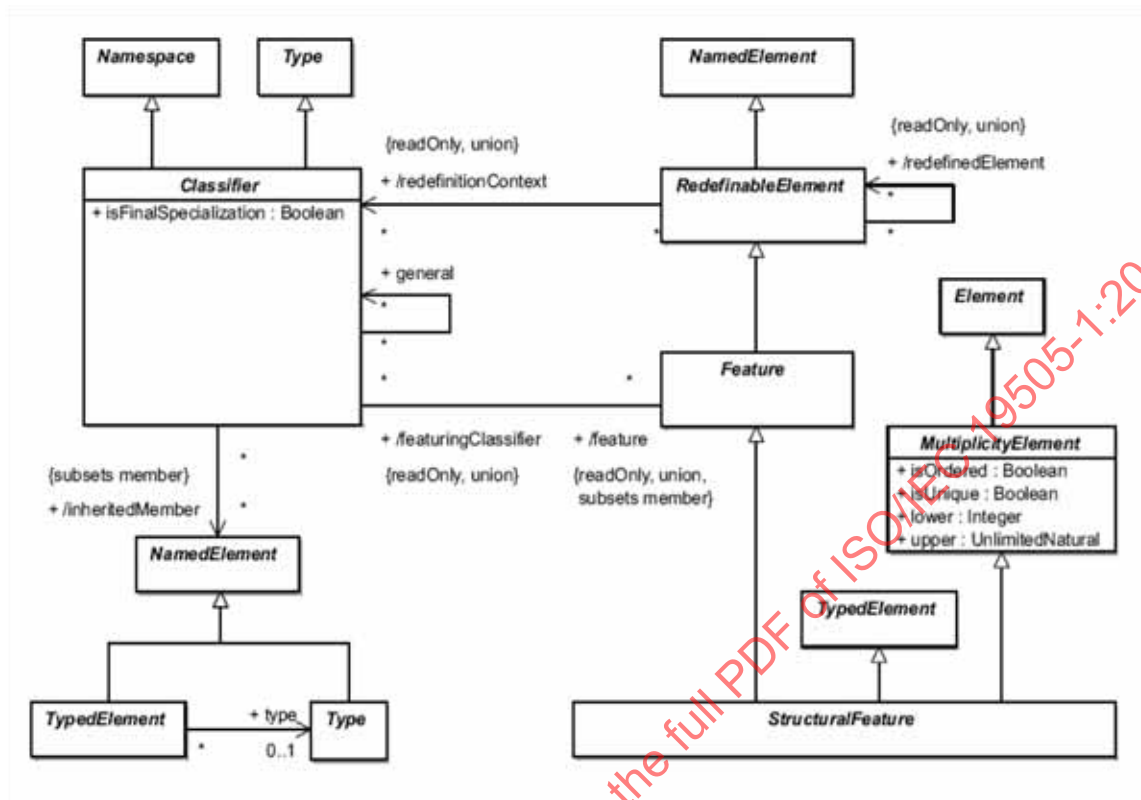 Namespace
Type
NamedElement
{readOnly, union}
+ /redefinitionContext
{readOnly, union}
+ /redefinedElement
Classifier
+ isFinalSpecialization : Boolean
RedefinableElement
*
*
*
*
+ general
*
*
Element
Feature
*
*
+ /featuringClassifier
{readOnly, union}
+ /feature
{readOnly, union,
subsets member}
MultiplicityElement
+ isOrdered : Boolean
+ isUnique : Boolean
+ lower : Integer
+ upper : UnlimitedNatural
*
{subsets member}
+ /inheritedMember
*
NamedElement
TypedElement
TypedElement
+ type
*
0..1
Type
StructuralFeature
the full PDF of ISO/IEC 19505-1:20